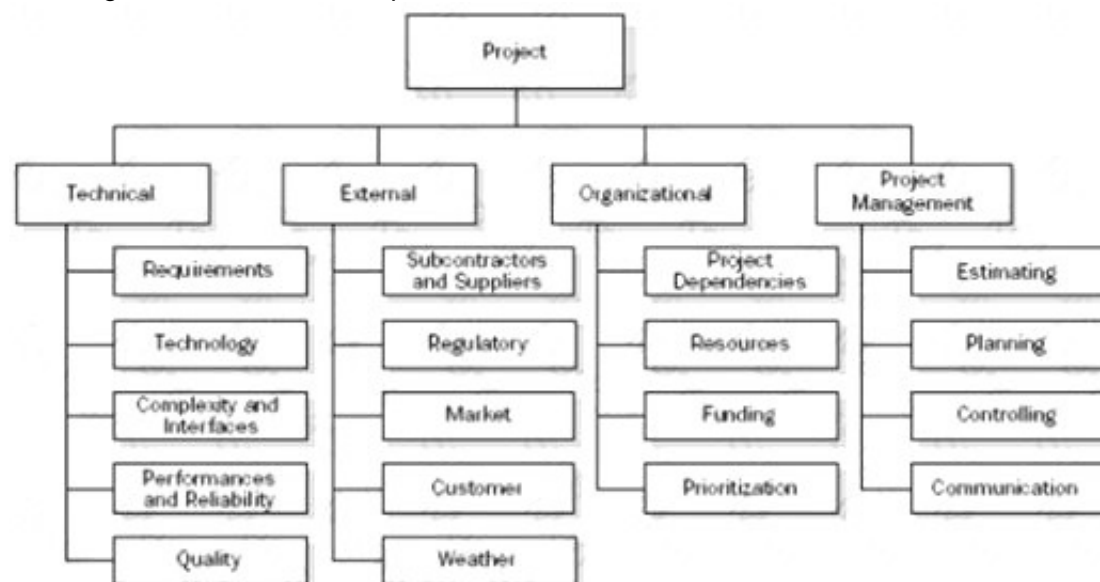 Project
Technical
Requirements
Technology
Complexity and
Interfaces
Performances
and Reliability
Quality
External
Subcontractors
and Suppliers
Regulatory
Market
Customer
Weather
Organizational
Project
Dependencies
Resources
Funding
Prioritization
Project
Management
Estimating
Planning
Controlling
Communication